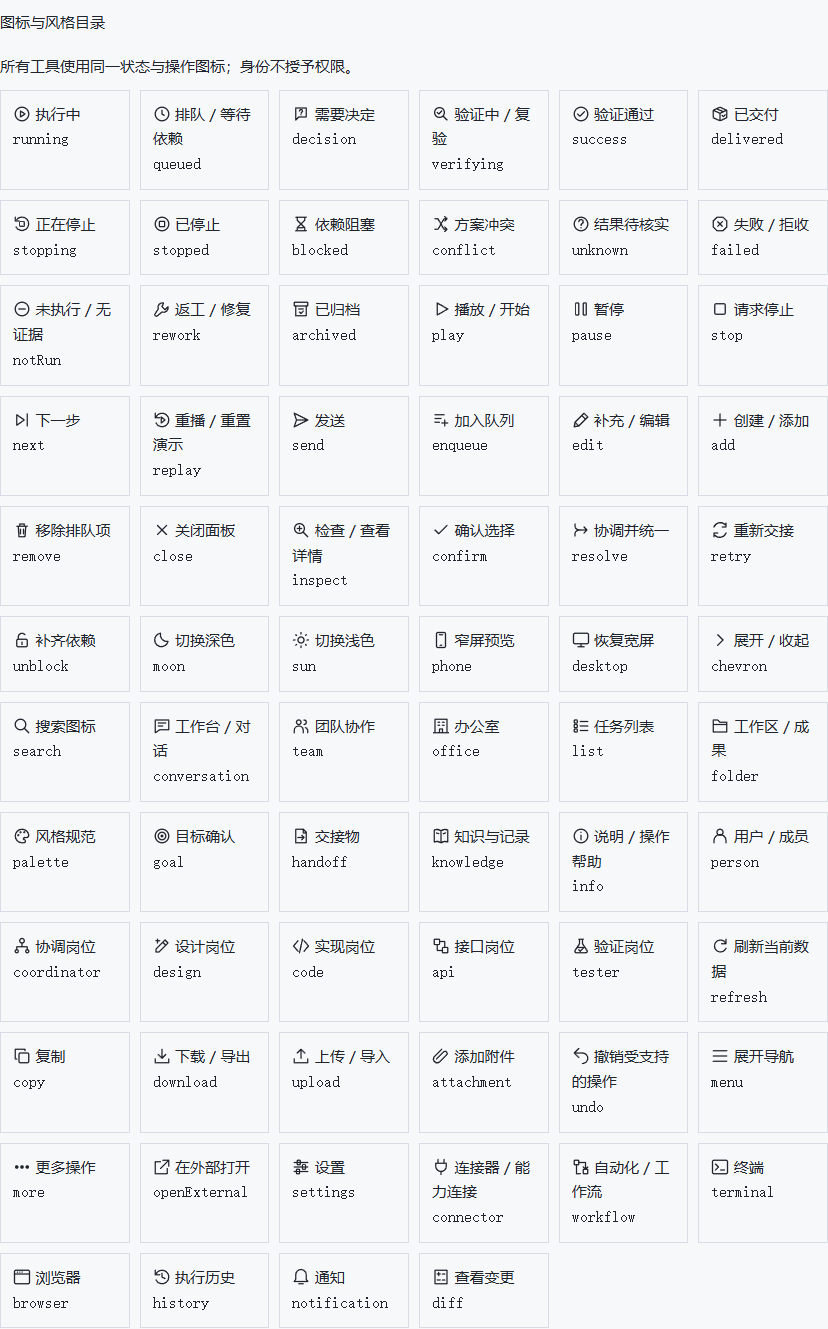 图标与风格目录
所有工具使用同一状态与操作图标；身份不授予权限。
执行中
running
排队 / 等待
依赖
queued
需要决定
decision
验证中 / 复
验
verifying
验证通过
success
已交付
delivered
正在停止
stopping
已停止
stopped
依赖阻塞
blocked
方案冲突
conflict
结果待核实
unknown
失败 / 拒收
failed
未执行 / 无
证据
notRun
返工 / 修复
rework
已归档
archived
播放 / 开始
play
暂停
pause
请求停止
stop
下一步
next
重播 / 重置
演示
replay
发送
send
加入队列
enqueue
补充 / 编辑
edit
创建 / 添加
add
移除排队项
remove
关闭面板
close
检查 / 查看
详情
inspect
确认选择
confirm
协调并统一
resolve
重新交接
retry
补齐依赖
unblock
切换深色
moon
切换浅色
sun
窄屏预览
phone
恢复宽屏
desktop
展开 / 收起
chevron
搜索图标
search
工作台 / 对
话
conversation
团队协作
team
办公室
office
任务列表
list
工作区 / 成
果
folder
风格规范
palette
目标确认
goal
交接物
handoff
知识与记录
knowledge
说明 / 操作
帮助
info
用户 / 成员
person
协调岗位
coordinator
设计岗位
design
实现岗位
code
接口岗位
api
验证岗位
tester
刷新当前数
据
refresh
复制
copy
下载 / 导出
download
上传 / 导入
upload
添加附件
attachment
撤销受支持
的操作
undo
展开导航
menu
更多操作
more
在外部打开
openExternal
设置
settings
连接器 / 能
力连接
connector
自动化 / 工
作流
workflow
终端
terminal
浏览器
browser
执行历史
history
通知
notification
查看变更
diff